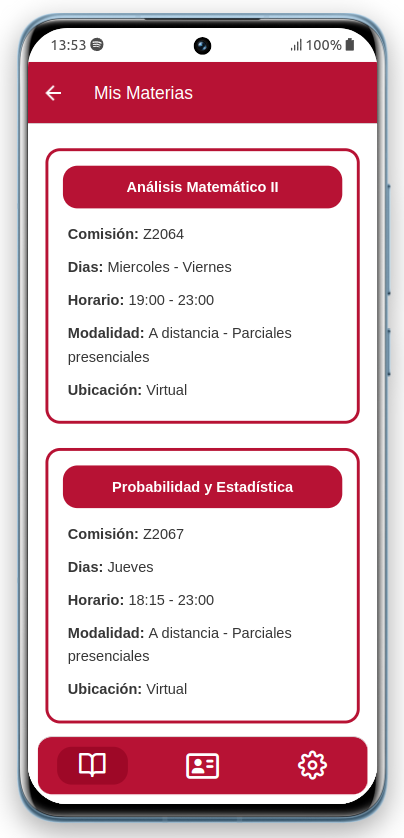 13:53 100%
Mis Materias
Análisis Matemático II
Comisión: Z2064
Dias: Miercoles - Viernes
Horario: 19:00 - 23:00
Modalidad: A distancia - Parciales
presenciales
Ubicación: Virtual
Probabilidad y Estadística
Comisión: Z2067
Dias: Jueves
Horario: 18:15 - 23:00
Modalidad: A distancia - Parciales
presenciales
Ubicación: Virtual